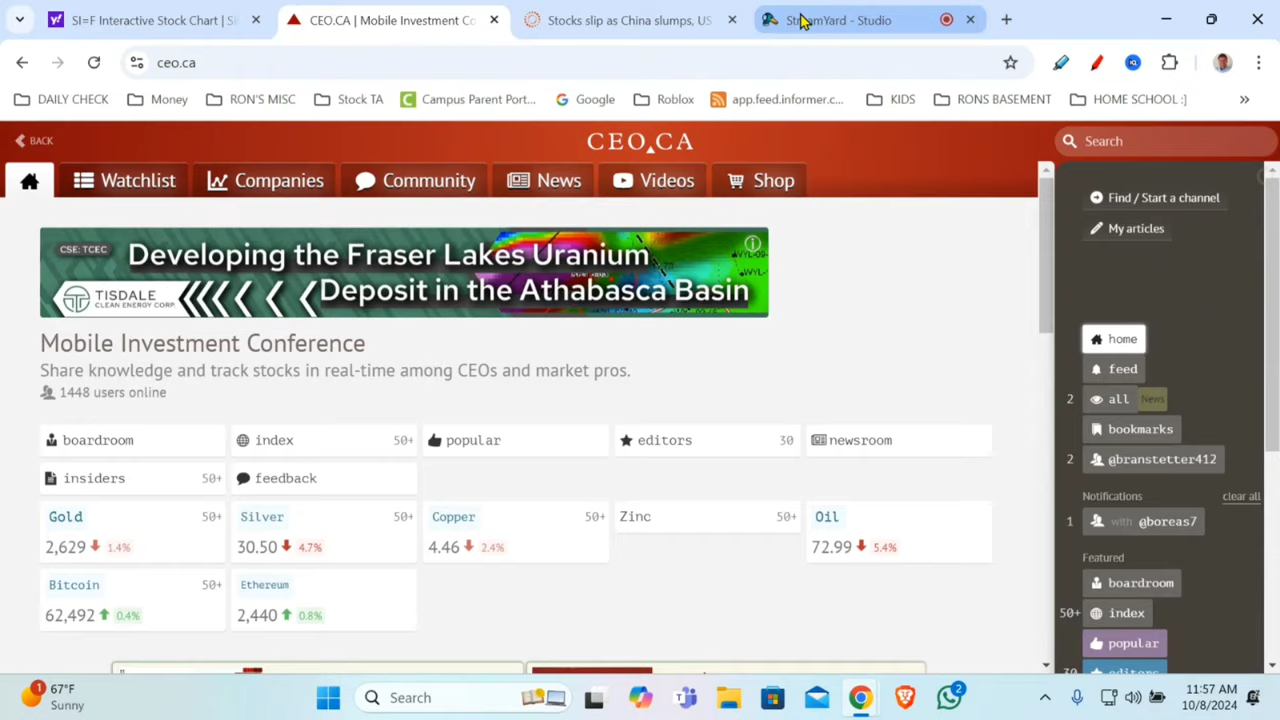 SI=F Interactive Stock Chart | Si
CEO.CA | Mobile Investment Co
Stocks slip as China slumps, US
StreamYard - Studio
ceo.ca
DAILY CHECK
Money
RON'S MISC
Stock TA
Campus Parent Port...
Google
Roblox
app.feed.informer.c...
KIDS
RONS BASEMENT
HOME SCHOOL :]
BACK
CEO.CA
Search
Watchlist
Companies
Community
News
Videos
Shop
Find / Start a channel
My articles
CSE: TCEC
Developing the Fraser Lakes Uranium
Deposit in the Athabasca Basin
TISDALE
CLEAN ENERGY CORP
Mobile Investment Conference
Share knowledge and track stocks in real-time among CEOs and market pros.
1448 users online
home
feed
2 all News
bookmarks
2 @branstetter412
Notifications clear all
1 with @boreas7
Featured
boardroom
50+ index
popular
30 editors
boardroom
index 50+
popular
editors 30
newsroom
insiders 50+
feedback
Gold 50+
2,629 1.4%
Silver 50+
30.50 4.7%
Copper 50+
4.46 2.4%
Zinc 50+
Oil 50+
72.99 5.4%
Bitcoin 50+
62,492 0.4%
Ethereum
2,440 0.8%
1
67°F
Sunny
Search
2
11:57 AM
10/8/2024